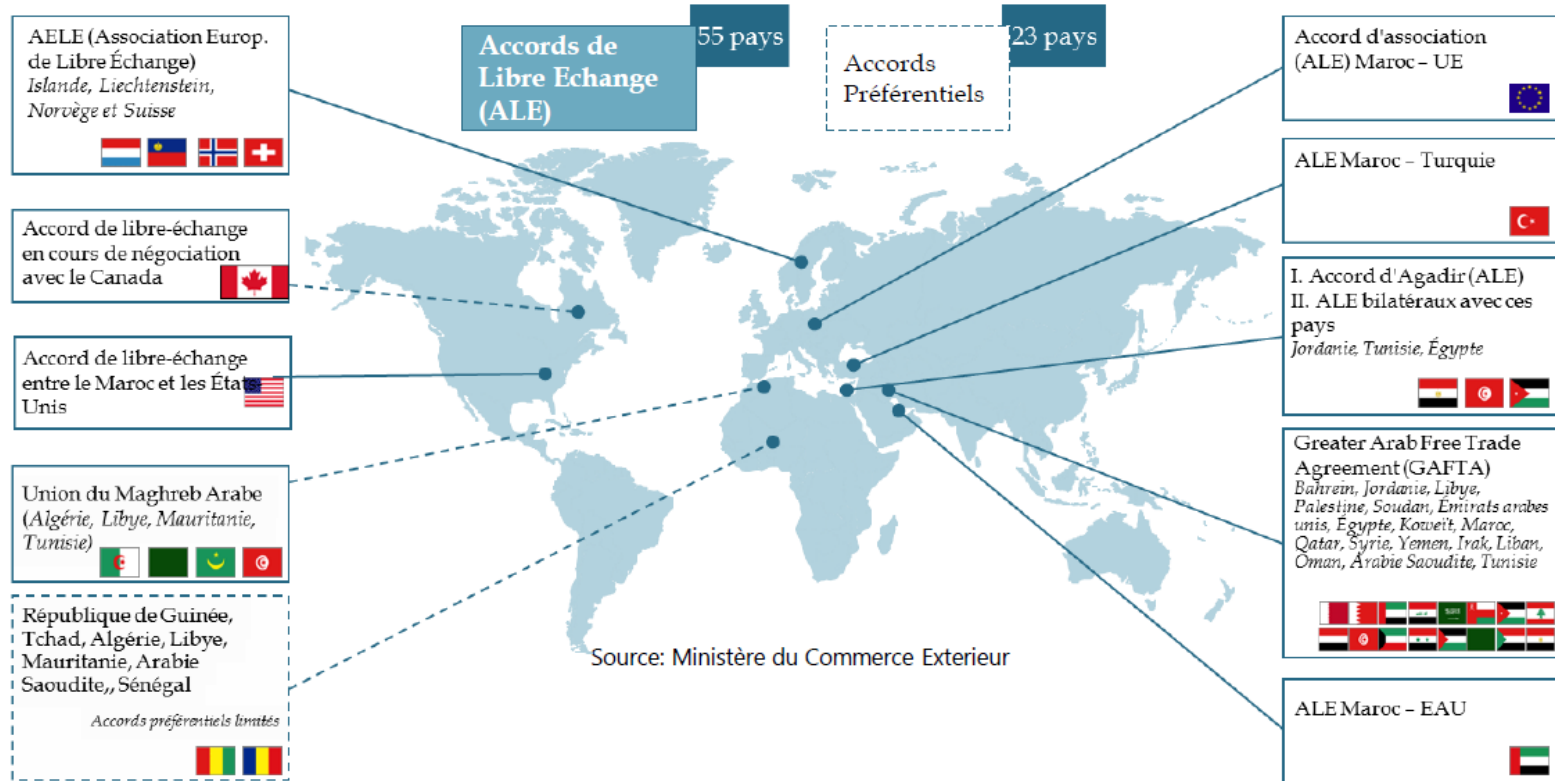 AELE (Association Europ.
de Libre Échange)
Islande, Liechtenstein,
Norvège et Suisse
Accords de
Libre Echange
(ALE)
55 pays
Accords
Préférentiels
23 pays
Accord d'association
(ALE) Maroc – UE
ALE Maroc – Turquie
Accord de libre-échange
en cours de négociation
avec le Canada
I. Accord d'Agadir (ALE)
II. ALE bilatéraux avec ces
pays
Jordanie, Tunisie, Égypte
Accord de libre-échange
entre le Maroc et les États-
Unis
Greater Arab Free Trade
Agreement (GAFTA)
Bahrein, Jordanie, Libye,
Palestine, Soudan, Émirats arabes
unis, Égypte, Koweït, Maroc,
Qatar, Syrie, Yemen, Irak, Liban,
Oman, Arabie Saoudite, Tunisie
Union du Maghreb Arabe
(Algérie, Libye, Mauritanie,
Tunisie)
République de Guinée,
Tchad, Algérie, Libye,
Mauritanie, Arabie
Saoudite,, Sénégal
Accords préférentiels limités
Source: Ministère du Commerce Exterieur
ALE Maroc – EAU